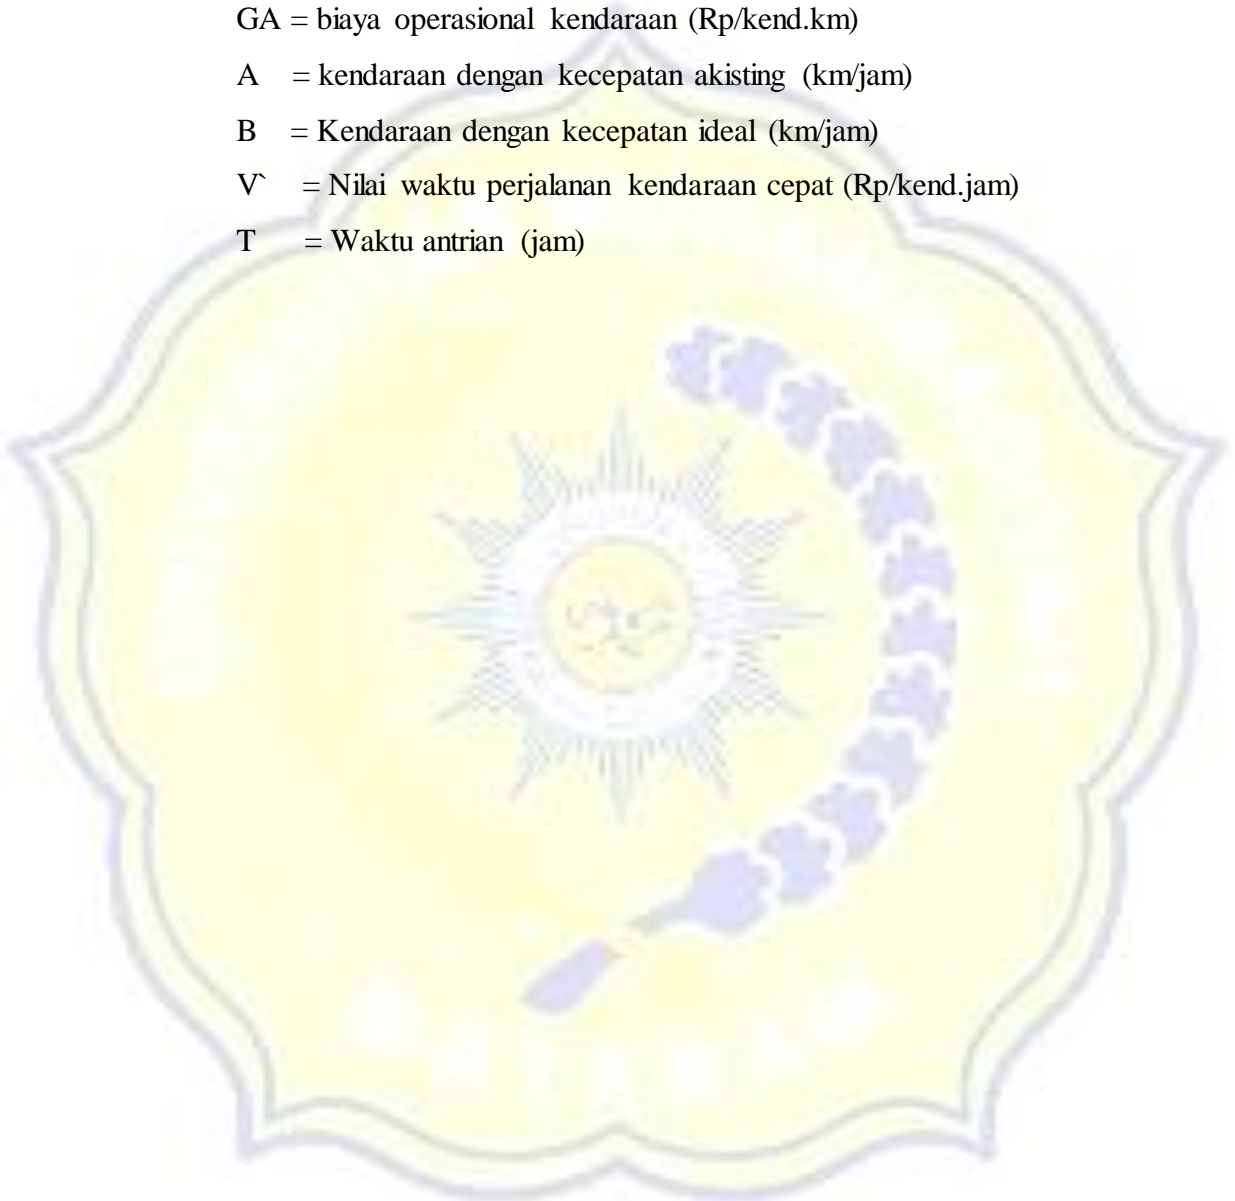 GA = biaya operasional kendaraan (Rp/kend.km)
A = kendaraan dengan kecepatan akisting (km/jam)
B = Kendaraan dengan kecepatan ideal (km/jam)
V` = Nilai waktu perjalanan kendaraan cepat (Rp/kend.jam)
T = Waktu antrian (jam)